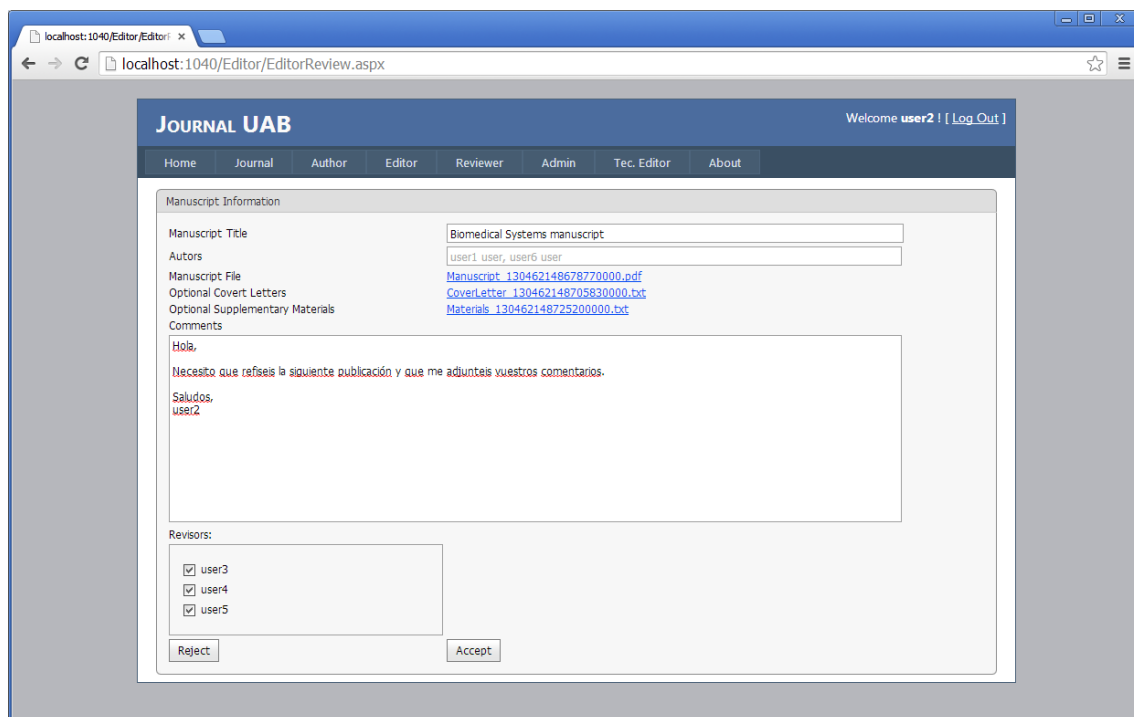 localhost:1040/Editor/Editor
localhost:1040/Editor/EditorReview.aspx
JOURNAL UAB
Welcome user2 ! [ Log Out ]
Home Journal Author Editor Reviewer Admin Tec. Editor About
Manuscript Information
Manuscript Title Biomedical Systems manuscript
Autors user1 user, user6 user
Manuscript File Manuscript_130462148678770000.pdf
Optional Covert Letters CoverLetter_130462148705830000.txt
Optional Supplementary Materials Materials_130462148725200000.txt
Comments
Hola,
Necesito que refiseis la siguiente publicación y que me adjunteis vuestros comentarios.
Saludos,
user2
Revisors:
user3
user4
user5
Reject Accept